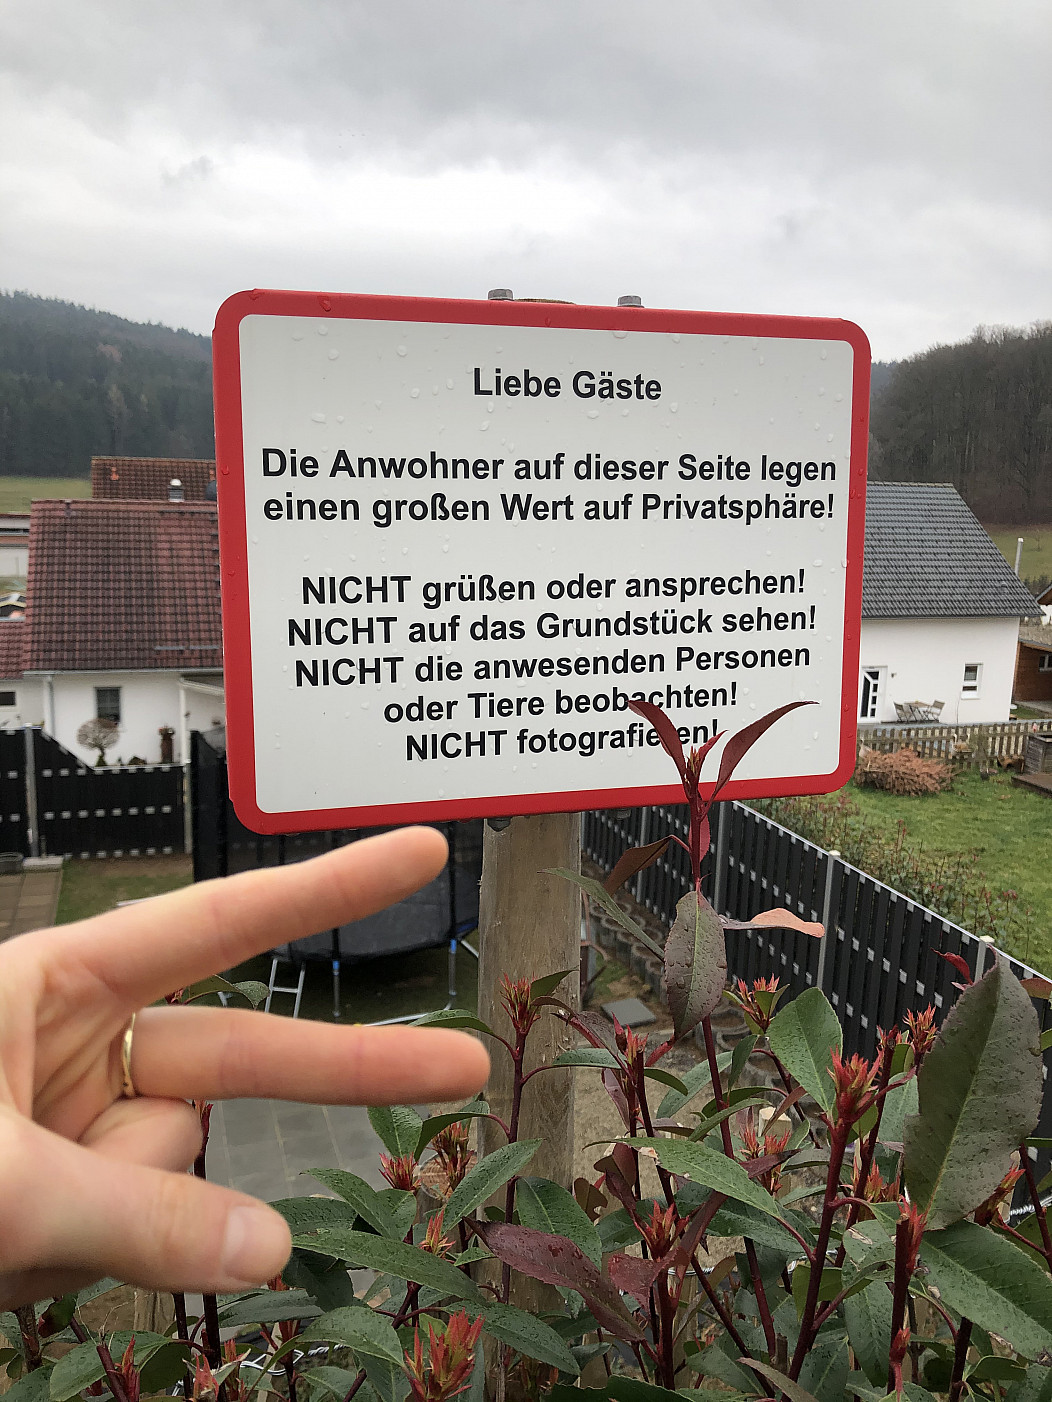 Liebe Gäste
Die Anwohner auf dieser Seite legen
einen großen Wert auf Privatsphäre!
NICHT grüßen oder ansprechen!
NICHT auf das Grundstück sehen!
NICHT die anwesenden Personen
oder Tiere beobachten!
NICHT fotografieren!